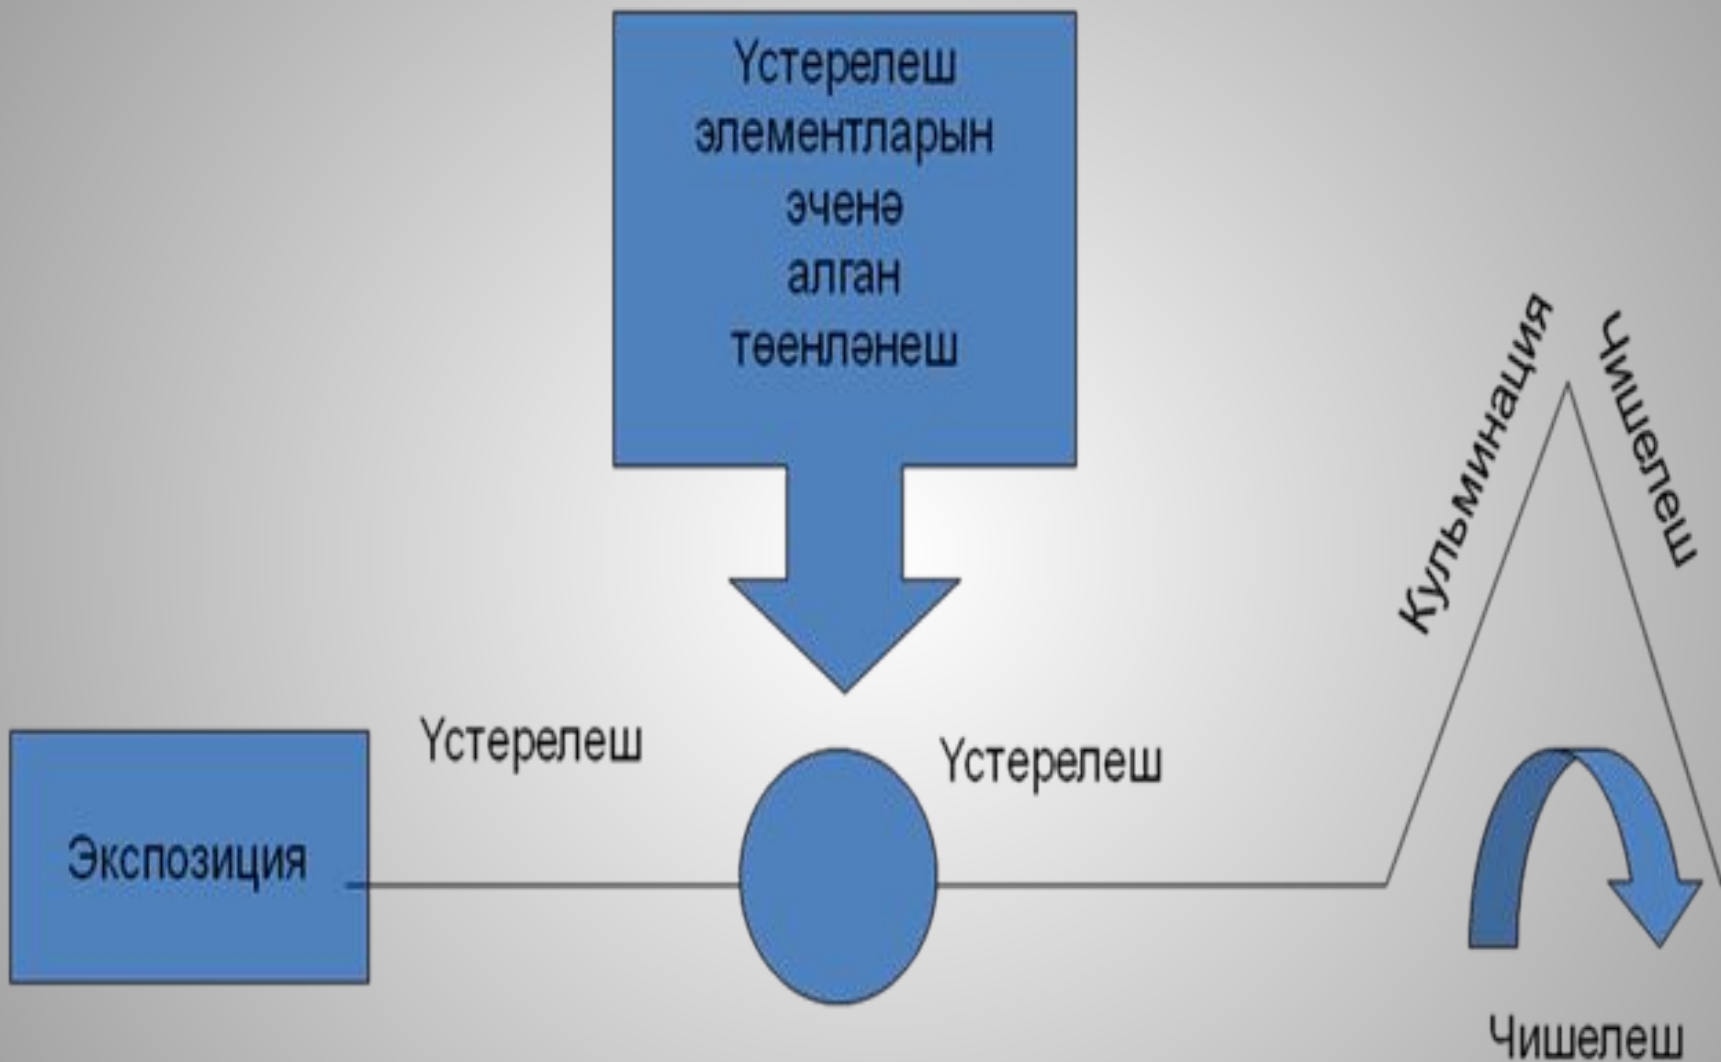 Үстерелеш
элементларын
эченә
алган
төенләнеш
Кульминация
Чишелеш
Үстерелеш
Үстерелеш
Экспозиция
Чишелеш